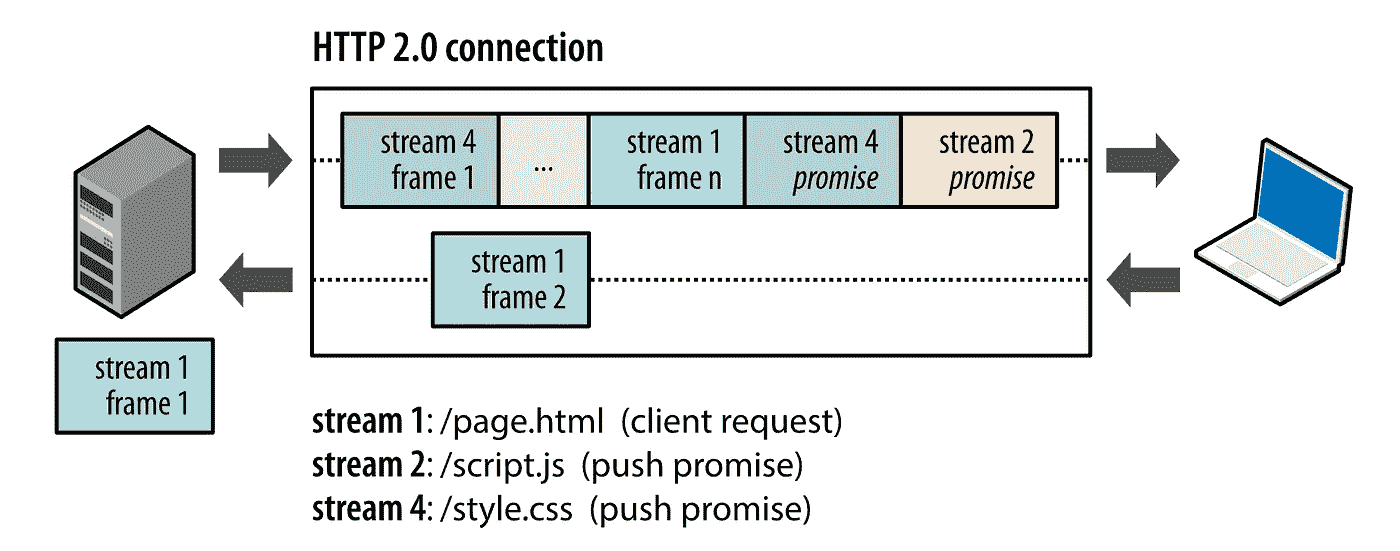 HTTP 2.0 connection
stream 4
frame 1
...
stream 1
frame n
stream 4
promise
stream 2
promise
stream 1
frame 2
stream 1
frame 1
stream 1: /page.html (client request)
stream 2: /script.js (push promise)
stream 4: /style.css (push promise)